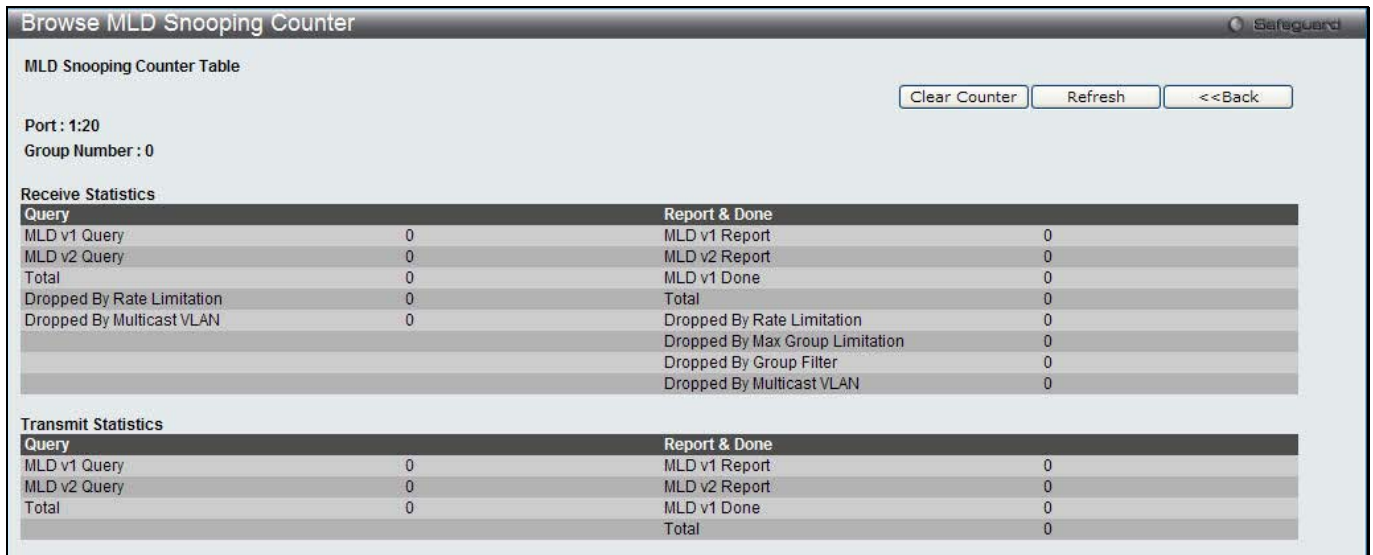 Browse MLD Snooping Counter
Safeguard
MLD Snooping Counter Table
Clear Counter Refresh <<Back
Port : 1:20
Group Number : 0
Receive Statistics
Query Report & Done
MLD v1 Query 0 MLD v1 Report 0
MLD v2 Query 0 MLD v2 Report 0
Total 0 MLD v1 Done 0
Dropped By Rate Limitation 0 Total 0
Dropped By Multicast VLAN 0 Dropped By Rate Limitation 0
Dropped By Max Group Limitation 0
Dropped By Group Filter 0
Dropped By Multicast VLAN 0
Transmit Statistics
Query Report & Done
MLD v1 Query 0 MLD v1 Report 0
MLD v2 Query 0 MLD v2 Report 0
Total 0 MLD v1 Done 0
Total 0